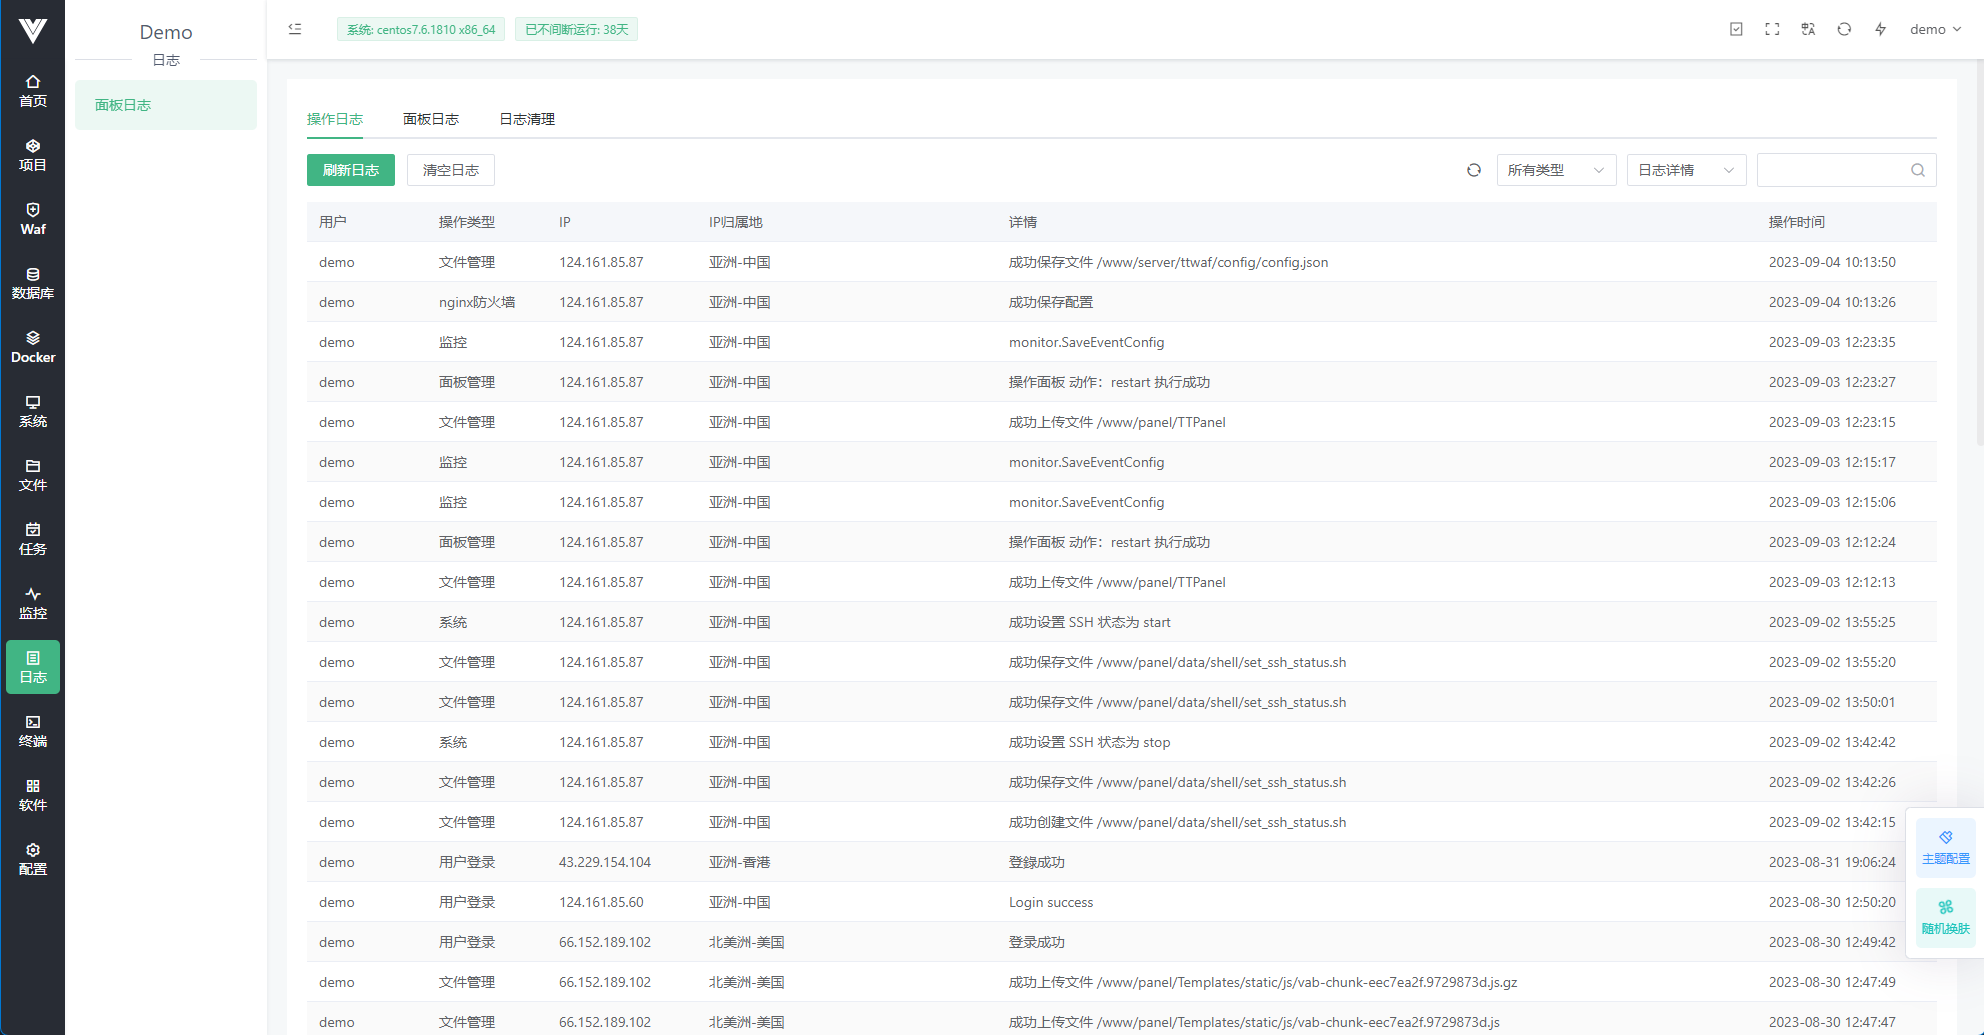 Demo
日志
面板日志
首页
项目
Waf
数据库
Docker
系统
文件
任务
监控
日志
终端
软件
配置
系统: centos7.6.1810 x86_64 已不间断运行: 38天 demo
操作日志 面板日志 日志清理
刷新日志 清空日志 所有类型 日志详情
用户 操作类型 IP IP归属地 详情 操作时间
demo 文件管理 124.161.85.87 亚洲-中国 成功保存文件 /www/server/ttwaf/config/config.json 2023-09-04 10:13:50
demo nginx防火墙 124.161.85.87 亚洲-中国 成功保存配置 2023-09-04 10:13:26
demo 监控 124.161.85.87 亚洲-中国 monitor.SaveEventConfig 2023-09-03 12:23:35
demo 面板管理 124.161.85.87 亚洲-中国 操作面板 动作：restart 执行成功 2023-09-03 12:23:27
demo 文件管理 124.161.85.87 亚洲-中国 成功上传文件 /www/panel/TTPanel 2023-09-03 12:23:15
demo 监控 124.161.85.87 亚洲-中国 monitor.SaveEventConfig 2023-09-03 12:15:17
demo 监控 124.161.85.87 亚洲-中国 monitor.SaveEventConfig 2023-09-03 12:15:06
demo 面板管理 124.161.85.87 亚洲-中国 操作面板 动作：restart 执行成功 2023-09-03 12:12:24
demo 文件管理 124.161.85.87 亚洲-中国 成功上传文件 /www/panel/TTPanel 2023-09-03 12:12:13
demo 系统 124.161.85.87 亚洲-中国 成功设置 SSH 状态为 start 2023-09-02 13:55:25
demo 文件管理 124.161.85.87 亚洲-中国 成功保存文件 /www/panel/data/shell/set_ssh_status.sh 2023-09-02 13:55:20
demo 文件管理 124.161.85.87 亚洲-中国 成功保存文件 /www/panel/data/shell/set_ssh_status.sh 2023-09-02 13:50:01
demo 系统 124.161.85.87 亚洲-中国 成功设置 SSH 状态为 stop 2023-09-02 13:42:42
demo 文件管理 124.161.85.87 亚洲-中国 成功保存文件 /www/panel/data/shell/set_ssh_status.sh 2023-09-02 13:42:26
demo 文件管理 124.161.85.87 亚洲-中国 成功创建文件 /www/panel/data/shell/set_ssh_status.sh 2023-09-02 13:42:15
demo 用户登录 43.229.154.104 亚洲-香港 登錄成功 2023-08-31 19:06:24
demo 用户登录 124.161.85.60 亚洲-中国 Login success 2023-08-30 12:50:20
demo 用户登录 66.152.189.102 北美洲-美国 登录成功 2023-08-30 12:49:42
demo 文件管理 66.152.189.102 北美洲-美国 成功上传文件 /www/panel/Templates/static/js/vab-chunk-eec7ea2f.9729873d.js.gz 2023-08-30 12:47:49
demo 文件管理 66.152.189.102 北美洲-美国 成功上传文件 /www/panel/Templates/static/js/vab-chunk-eec7ea2f.9729873d.js 2023-08-30 12:47:47
主题配置
随机换肤